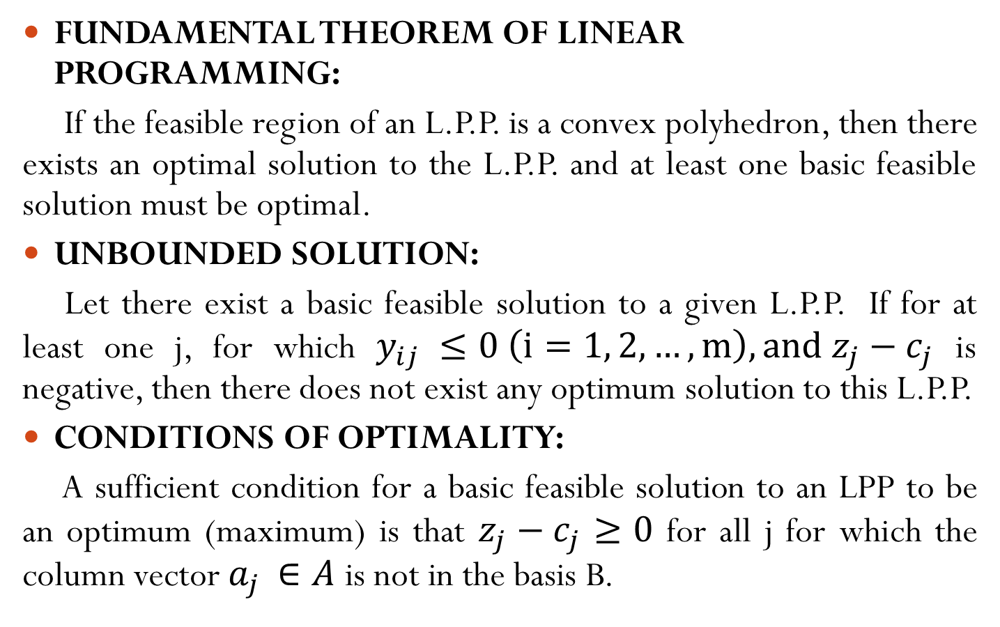 • FUNDAMENTAL THEOREM OF LINEAR
PROGRAMMING:
If the feasible region of an L.P.P. is a convex polyhedron, then there
exists an optimal solution to the L.P.P. and at least one basic feasible
solution must be optimal.
• UNBOUNDED SOLUTION:
Let there exist a basic feasible solution to a given L.P.P. If for at
least one j, for which $y_{ij} \leq 0$ (i = 1, 2, … , m), and $z_j - c_j$ is
negative, then there does not exist any optimum solution to this L.P.P.
• CONDITIONS OF OPTIMALITY:
A sufficient condition for a basic feasible solution to an LPP to be
an optimum (maximum) is that $z_j - c_j \geq 0$ for all j for which the
column vector $a_j \in A$ is not in the basis B.